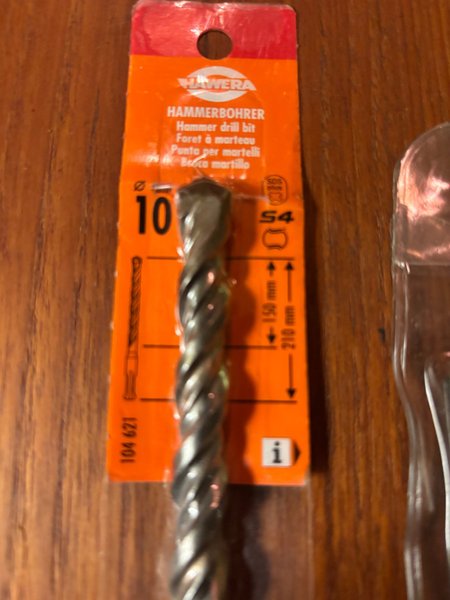 HAWERA
HAMMERBOHRER
Hammer drill bit
Foret à marteau
Punta per martelli
Broca martillo
Ø
10
S4
150 mm
210 mm
104 621
i